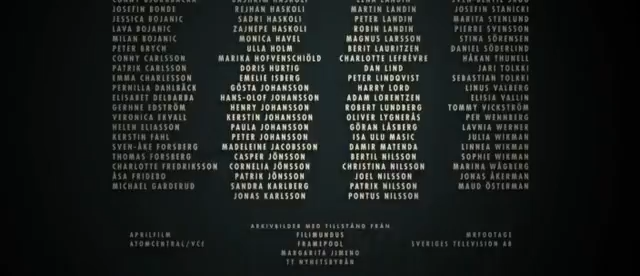 JOSEFIN BONDE REJHAN HASKOLI MARTIN LANDIN JOSEFIN STANICKI
JESSICA BOJANIC SADRI HASKOLI PETER LANDIN MARITA STENLUND
LAVA BOJANIC ZAJHEPE HASKOLI ROBIN LANDIN PIERRE SVENSSON
MILAN BOJANIC MONICA HAVEL MAGNUS LARSSON STINA SÖRENSEN
PETER BRYCH ULLA HOLM BERIT LAURITZEN DANIEL SÖDERLIND
CONNY CARLSSON MARIKA HOFVENSCHIÖLD CHARLOTTE LEFRÈVRE HÅKAN THUNELL
PATRIK CARLSSON DORIS HURTIG DAN LIND JARI TOLKKI
EMMA CHARLESSON EMELIE ISBERG PETER LINDQVIST SEBASTIAN TOLKKI
PERNILLA DAHLBÄCK GÖSTA JOHANSSON HARRY LORD LINUS VALBERG
ELISABET DELBARBA HANS-OLOF JOHANSSON ADAM LORENTZEN ELISIA VALLIN
GERHNE EDSTRÖM HENRY JOHANSSON ROBERT LUNDBERG TOMMY VICKSTRÖM
VERONICA EKVALL KERSTIN JOHANSSON OLIVER LYGNERÅS PER WENNBERG
HELEN ELIASSON PAULA JOHANSSON GÖRAN LÅSBERG LAVNIA WERNER
KERSTIN FAHL PETER JOHANSSON ISA ULU MASIC JULIA WIKMAN
SVEN-ÅKE FORSBERG MADELEINE JACOBSSON DAMIR MATENDA LINNEA WIKMAN
THOMAS FORSBERG CASPER JÖNSSON BERTIL NILSSON SOPHIE WIKMAN
CHARLOTTE FREDRIKSSON CORNELIA JÖNSSON CHRISTINA NILSSON MARINA WÅGBERG
ÅSA FRIDEBO PATRIK JÖNSSON JOEL NILSSON JONAS ÅKERMAN
MICHAEL GARDERUD SANDRA KARLBERG PATRIK NILSSON MAUD ÖSTERMAN
JONAS KARLSSON PONTUS NILSSON
ARKIVBILDER MED TILLSTÅND FRÅN
APRILFILM FILIMUNDUS MRFOOTAGE
ATOMCENTRAL/VCE FRAMEPOOL SVERIGES TELEVISION AB
MARGARITA JIMENO
TT NYHETSBYRÅN